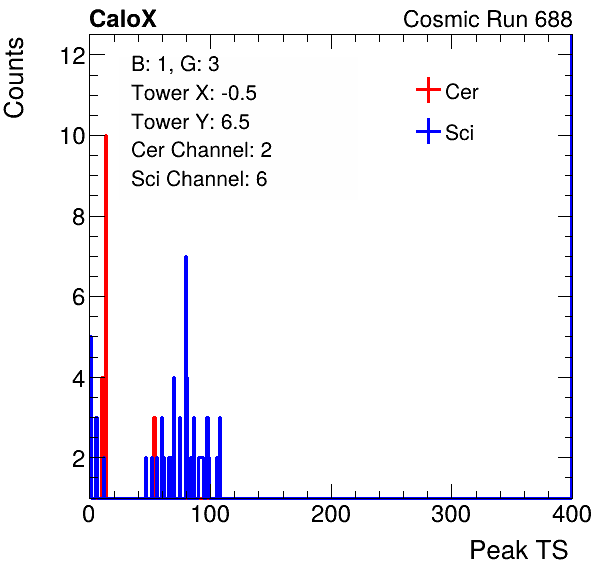 CaloX Cosmic Run 688
Counts
12
10
8
6
4
2
B: 1, G: 3
Tower X: -0.5
Tower Y: 6.5
Cer Channel: 2
Sci Channel: 6
Cer
Sci
0 100 200 300 400
Peak TS